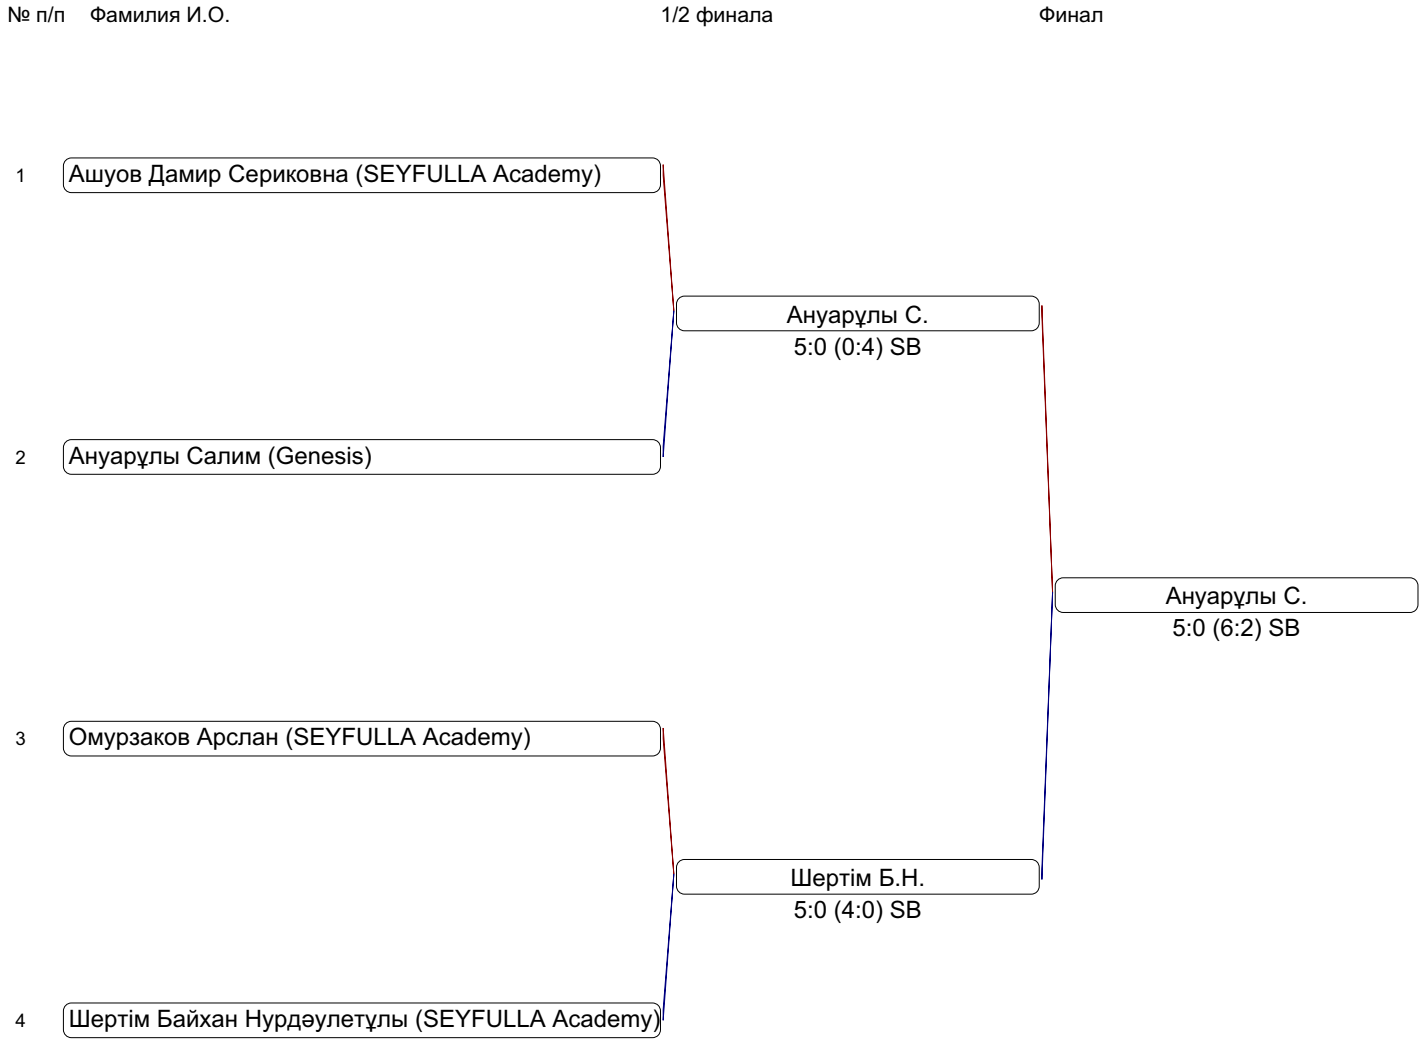 № п/п Фамилия И.О. 1/2 финала Финал
1 Ашуов Дамир Сериковна (SEYFULLA Academy)
Ануарұлы С.
5:0 (0:4) SB
2 Ануарұлы Салим (Genesis)
Ануарұлы С.
5:0 (6:2) SB
3 Омурзаков Арслан (SEYFULLA Academy)
Шертім Б.Н.
5:0 (4:0) SB
4 Шертім Байхан Нурдәулетұлы (SEYFULLA Academy)